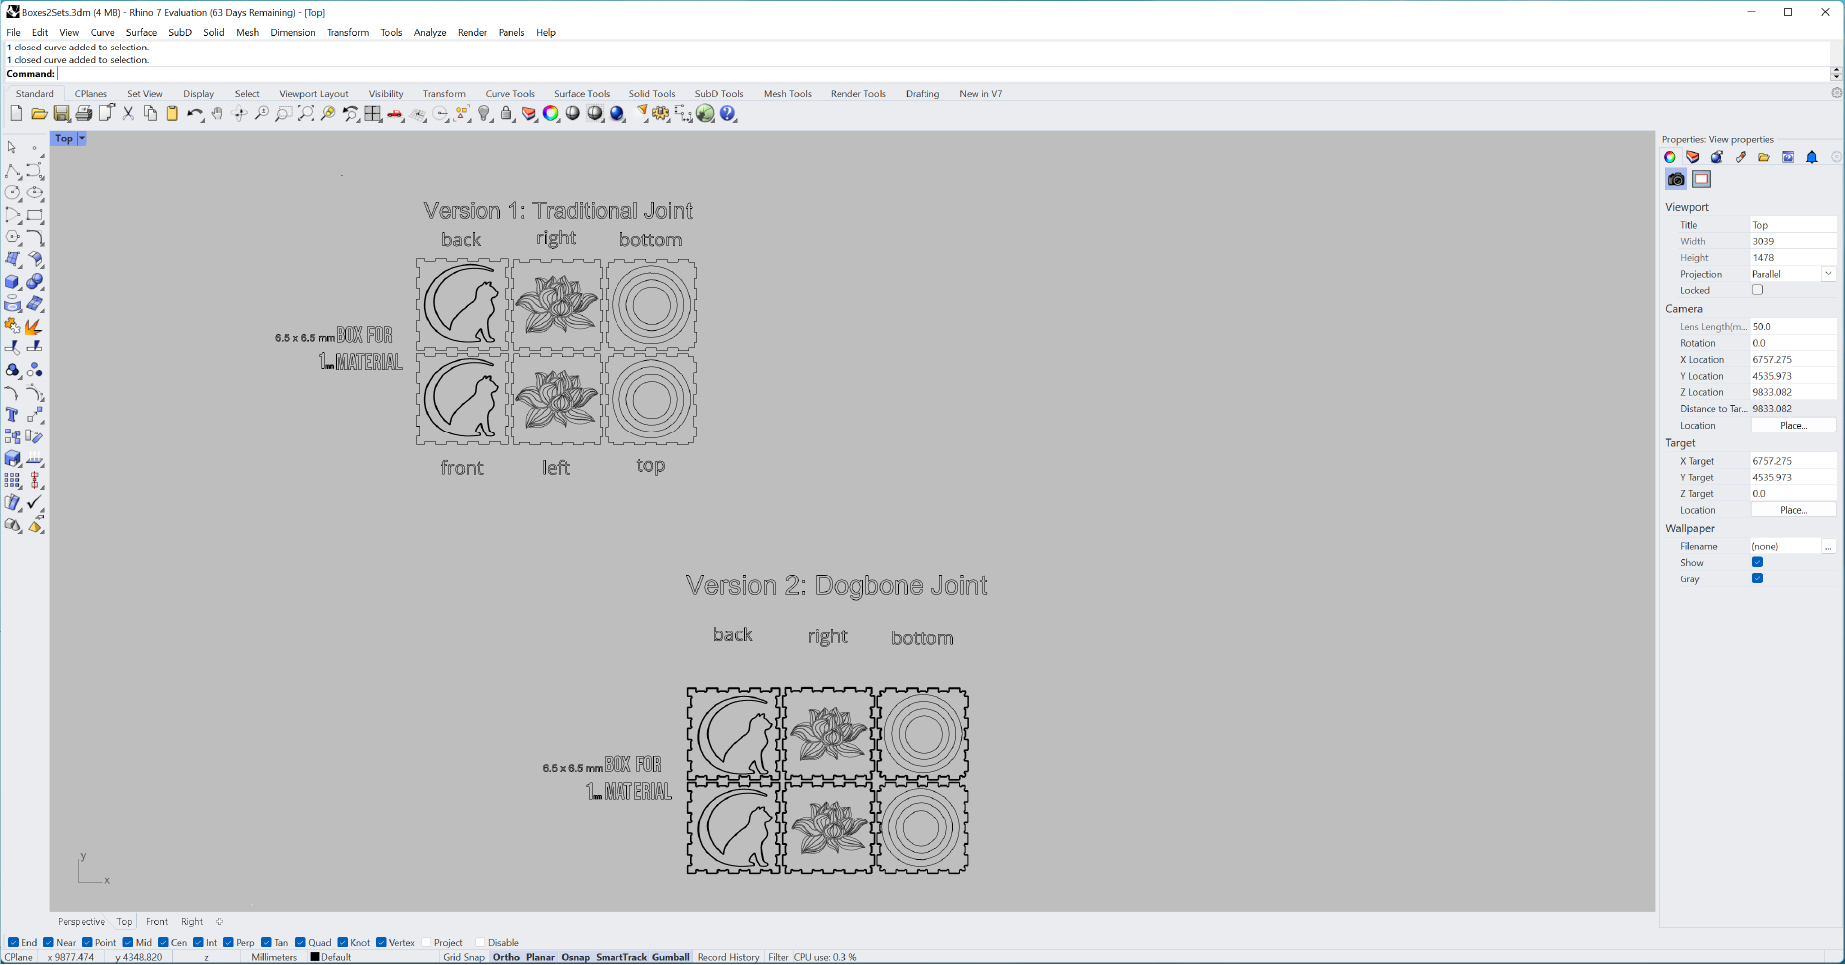 Boxes2Sets.3dm (4 MB) - Rhino 7 Evaluation (63 Days Remaining) - [Top]
File Edit View Curve Surface SubD Solid Mesh Dimension Transform Tools Analyze Render Panels Help
1 closed curve added to selection.
1 closed curve added to selection.
Command:
Standard CPlanes Set View Display Select Viewport Layout Visibility Transform Curve Tools Surface Tools Solid Tools SubD Tools Mesh Tools Render Tools Drafting New in V7
Top
Version 1: Traditional Joint
back right bottom
6.5 x 6.5 mm BOX FOR
1mm MATERIAL
front left top
Version 2: Dogbone Joint
back right bottom
6.5 x 6.5 mm BOX FOR
1mm MATERIAL
y
x
Properties: View properties
Viewport
Title Top
Width 3039
Height 1478
Projection Parallel
Locked
Camera
Lens Length(m... 50.0
Rotation 0.0
X Location 6757.275
Y Location 4535.973
Z Location 9833.082
Distance to Tar... 9833.082
Location Place...
Target
X Target 6757.275
Y Target 4535.973
Z Target 0.0
Location Place...
Wallpaper
Filename (none) ...
Show
Gray
Perspective Top Front Right
End Near Point Mid Cen Int Perp Tan Quad Knot Vertex Project Disable
CPlane x 9877.474 y 4348.820 z Millimeters Default Grid Snap Ortho Planar Osnap SmartTrack Gumball Record History Filter CPU use: 0.3 %